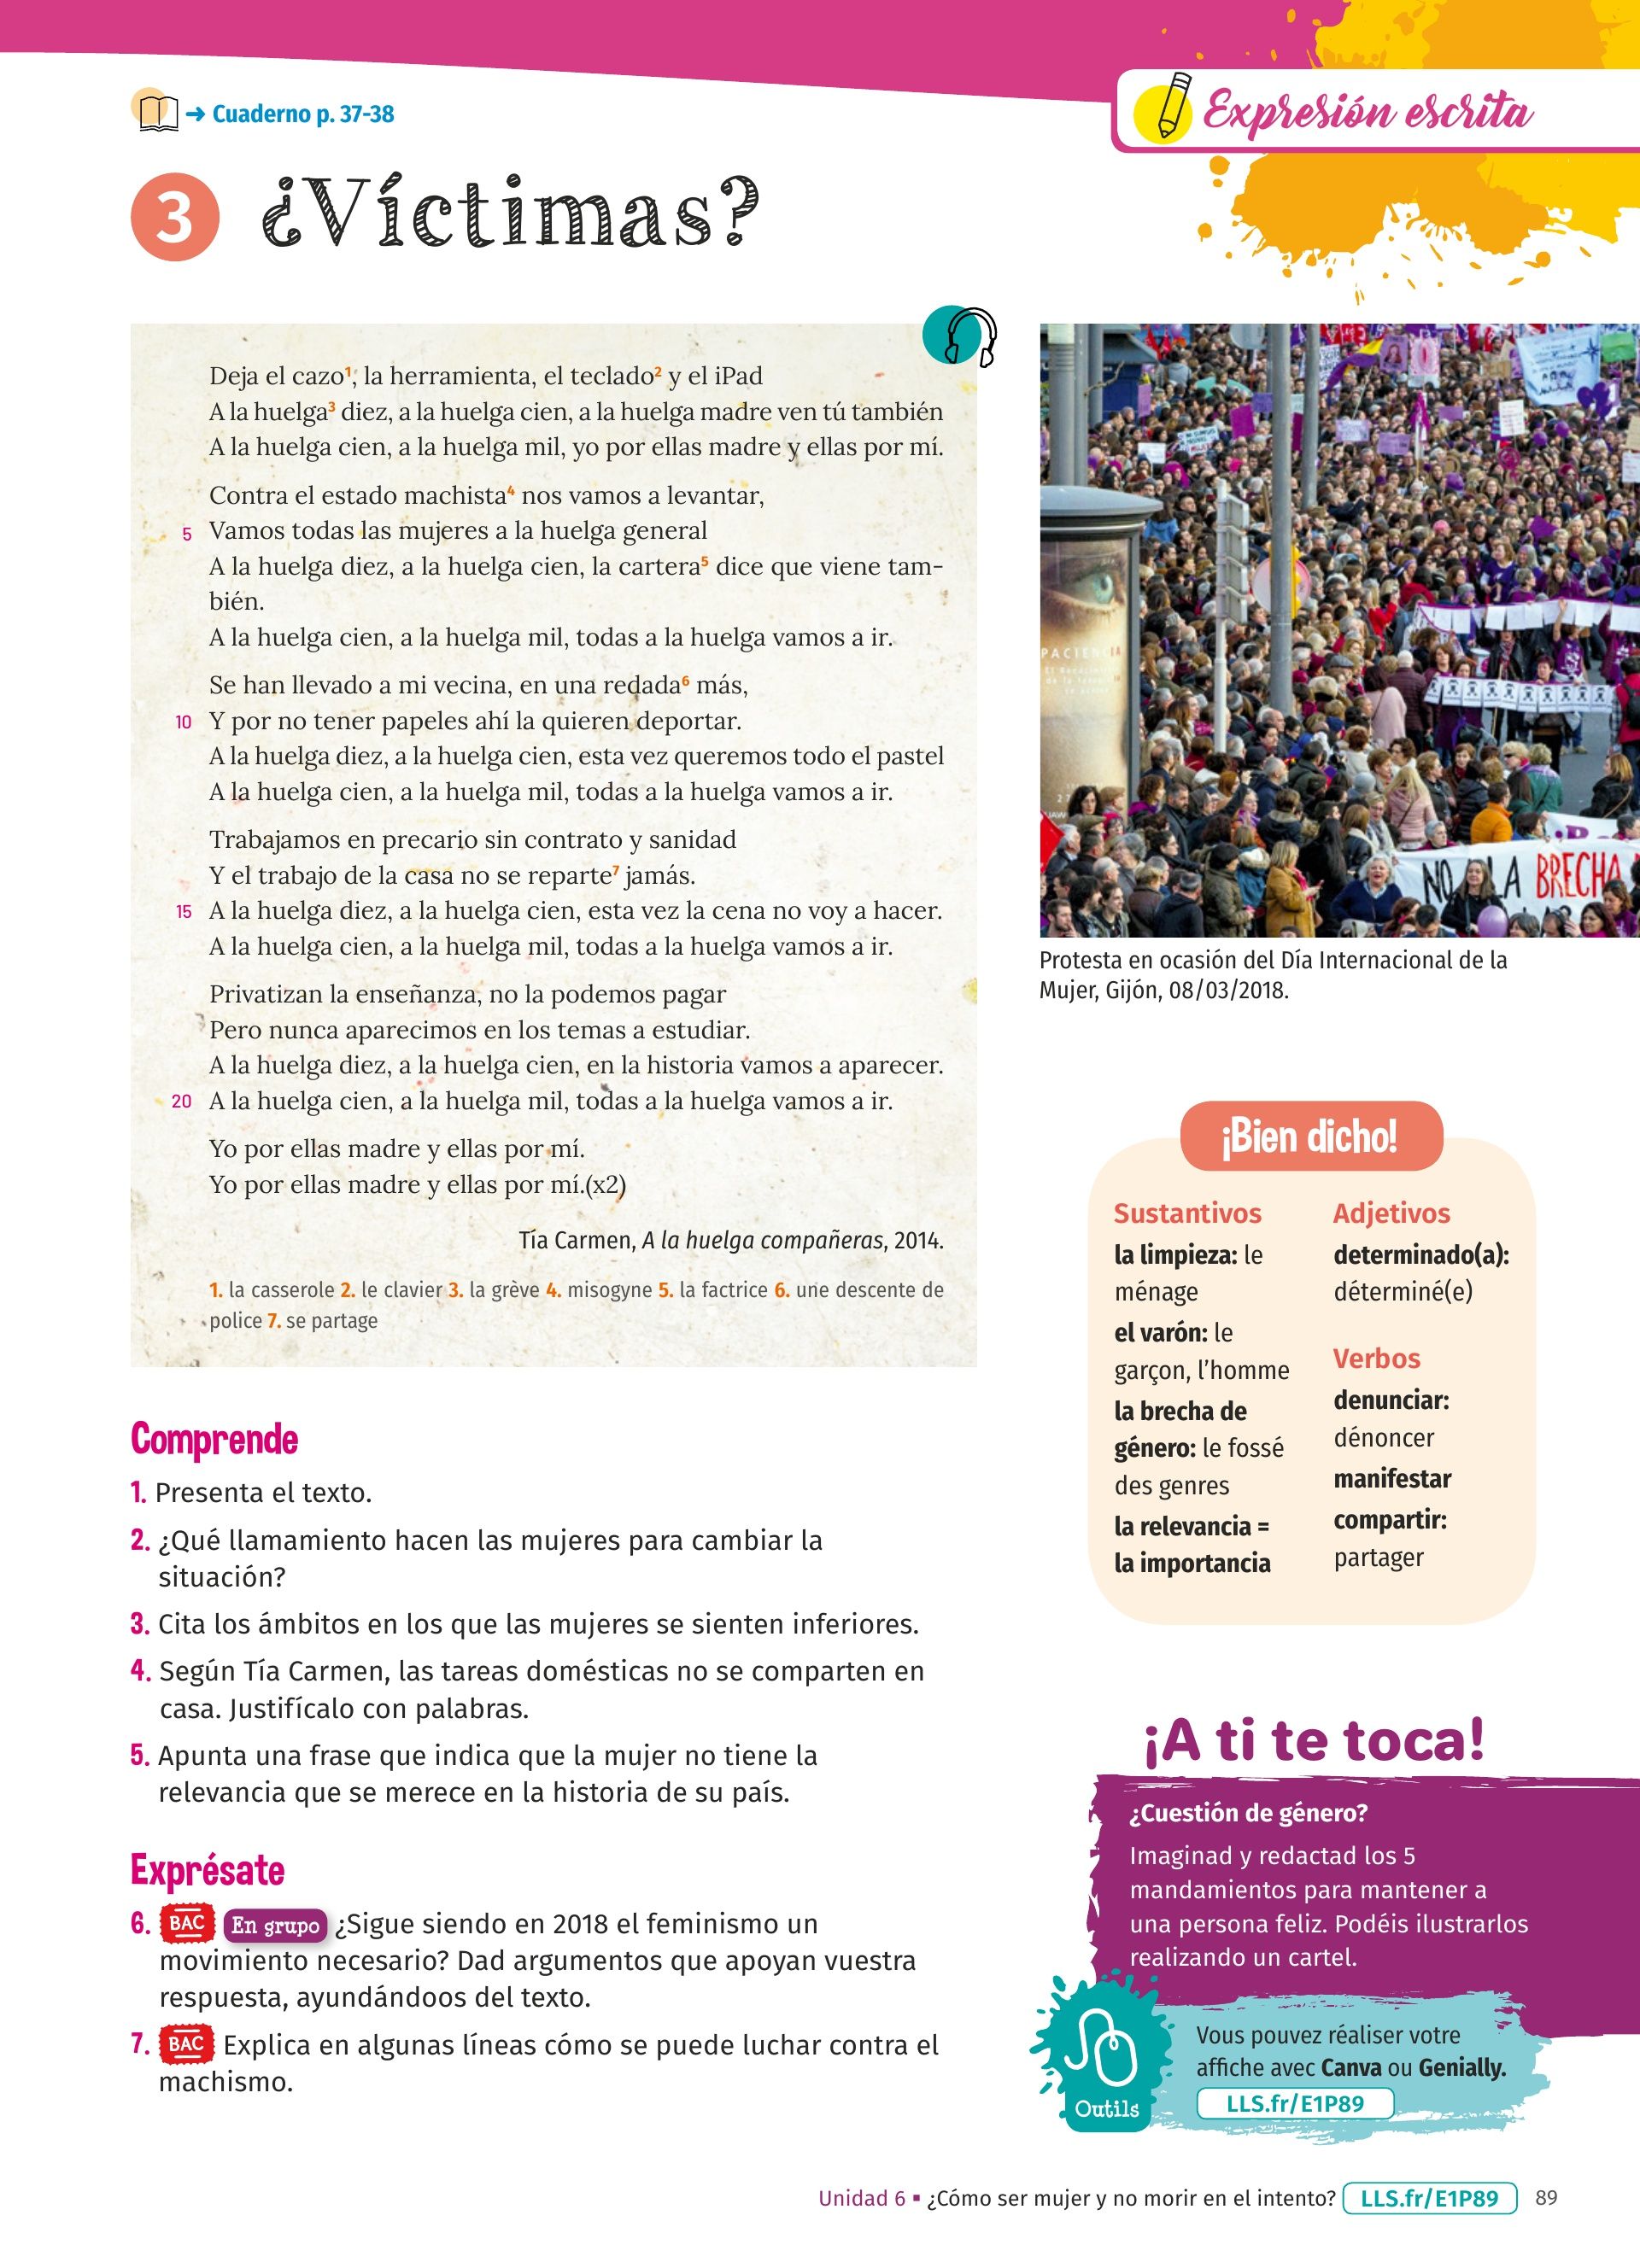 → Cuaderno p. 37-38
Expresión escrita
3 ¿Víctimas?
Deja el cazo¹, la herramienta, el teclado² y el iPad
A la huelga³ diez, a la huelga cien, a la huelga madre ven tú también
A la huelga cien, a la huelga mil, yo por ellas madre y ellas por mí.
Contra el estado machista⁴ nos vamos a levantar,
5 Vamos todas las mujeres a la huelga general
A la huelga diez, a la huelga cien, la cartera⁵ dice que viene tam-
bién.
A la huelga cien, a la huelga mil, todas a la huelga vamos a ir.
Se han llevado a mi vecina, en una redada⁶ más,
10 Y por no tener papeles ahí la quieren deportar.
A la huelga diez, a la huelga cien, esta vez queremos todo el pastel
A la huelga cien, a la huelga mil, todas a la huelga vamos a ir.
Trabajamos en precario sin contrato y sanidad
Y el trabajo de la casa no se reparte⁷ jamás.
15 A la huelga diez, a la huelga cien, esta vez la cena no voy a hacer.
A la huelga cien, a la huelga mil, todas a la huelga vamos a ir.
Privatizan la enseñanza, no la podemos pagar
Pero nunca aparecimos en los temas a estudiar.
A la huelga diez, a la huelga cien, en la historia vamos a aparecer.
20 A la huelga cien, a la huelga mil, todas a la huelga vamos a ir.
Yo por ellas madre y ellas por mí.
Yo por ellas madre y ellas por mí.(x2)
Tía Carmen, A la huelga compañeras, 2014.
1. la casserole 2. le clavier 3. la grève 4. misogyne 5. la factrice 6. une descente de
police 7. se partage
PACIENCIA
NO A LA BRECHA
Protesta en ocasión del Día Internacional de la
Mujer, Gijón, 08/03/2018.
¡Bien dicho!
Sustantivos
la limpieza: le
ménage
el varón: le
garçon, l'homme
la brecha de
género: le fossé
des genres
la relevancia =
la importancia
Adjetivos
determinado(a):
déterminé(e)
Verbos
denunciar:
dénoncer
manifestar
compartir:
partager
Comprende
1. Presenta el texto.
2. ¿Qué llamamiento hacen las mujeres para cambiar la
situación?
3. Cita los ámbitos en los que las mujeres se sienten inferiores.
4. Según Tía Carmen, las tareas domésticas no se comparten en
casa. Justifícalo con palabras.
5. Apunta una frase que indica que la mujer no tiene la
relevancia que se merece en la historia de su país.
Exprésate
6. BAC En grupo ¿Sigue siendo en 2018 el feminismo un
movimiento necesario? Dad argumentos que apoyan vuestra
respuesta, ayundándoos del texto.
7. BAC Explica en algunas líneas cómo se puede luchar contra el
machismo.
¡A ti te toca!
¿Cuestión de género?
Imaginad y redactad los 5
mandamientos para mantener a
una persona feliz. Podéis ilustrarlos
realizando un cartel.
Outils
Vous pouvez réaliser votre
affiche avec Canva ou Genially.
LLS.fr/E1P89
Unidad 6 ▪ ¿Cómo ser mujer y no morir en el intento? LLS.fr/E1P89 89